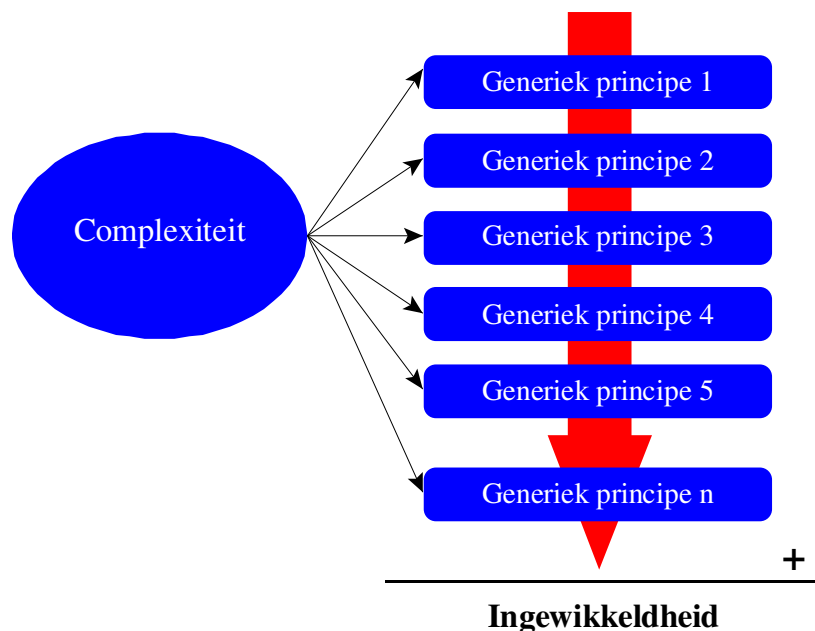 Generiek principe 1
Generiek principe 2
Complexiteit
Generiek principe 3
Generiek principe 4
Generiek principe 5
Generiek principe n
+
Ingewikkeldheid